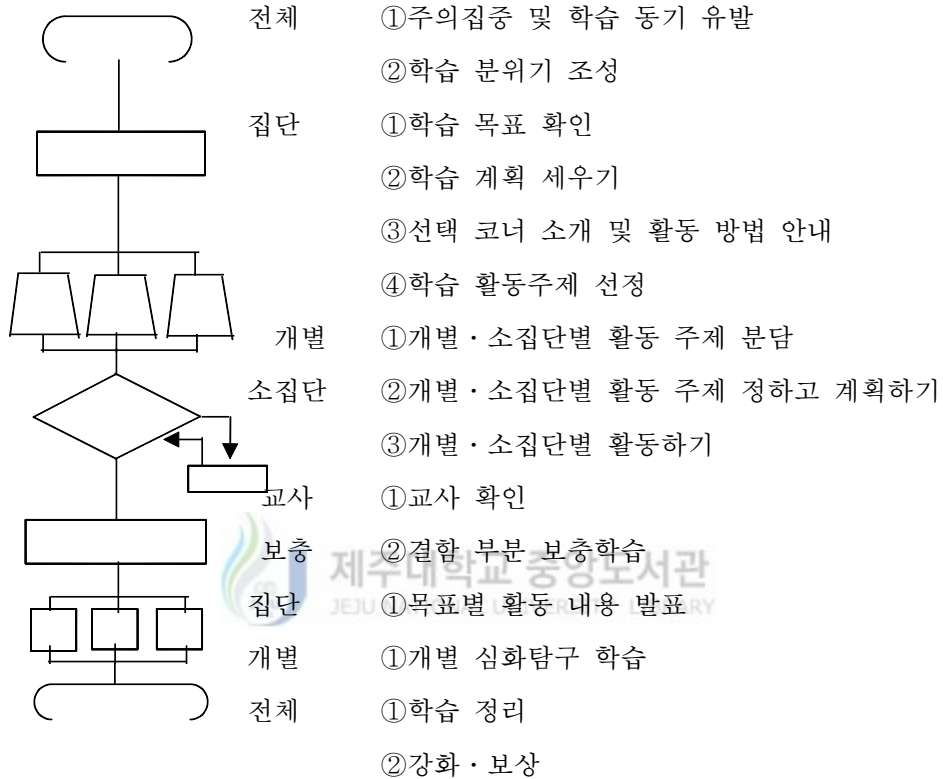 전체 ①주의집중 및 학습 동기 유발
②학습 분위기 조성
집단 ①학습 목표 확인
②학습 계획 세우기
③선택 코너 소개 및 활동 방법 안내
④학습 활동주제 선정
개별 ①개별·소집단별 활동 주제 분담
소집단 ②개별·소집단별 활동 주제 정하고 계획하기
③개별·소집단별 활동하기
교사 ①교사 확인
보충 ②결함 부분 보충학습
제주대학교 중앙도서관
JEJU NATIONAL UNIVERSITY LIBRARY
집단 ①목표별 활동 내용 발표
개별 ①개별 심화탐구 학습
전체 ①학습 정리
②강화·보상